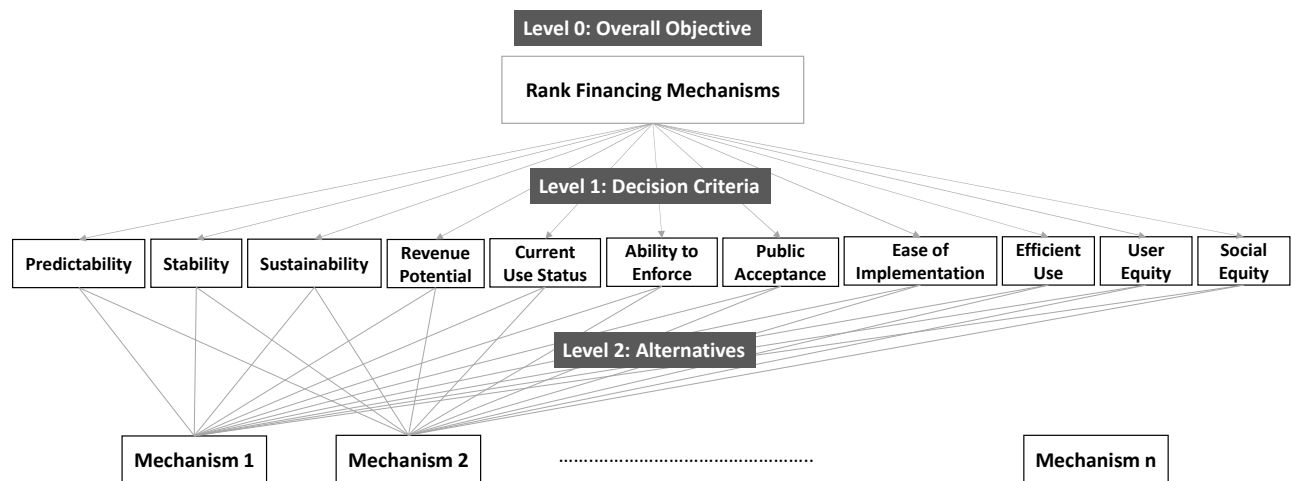 Level 0: Overall Objective
Rank Financing Mechanisms
Level 1: Decision Criteria
Predictability
Stability
Sustainability
Revenue
Potential
Current
Use Status
Ability to
Enforce
Public
Acceptance
Ease of
Implementation
Efficient
Use
User
Equity
Social
Equity
Level 2: Alternatives
Mechanism 1
Mechanism 2
…………………………………………..
Mechanism n